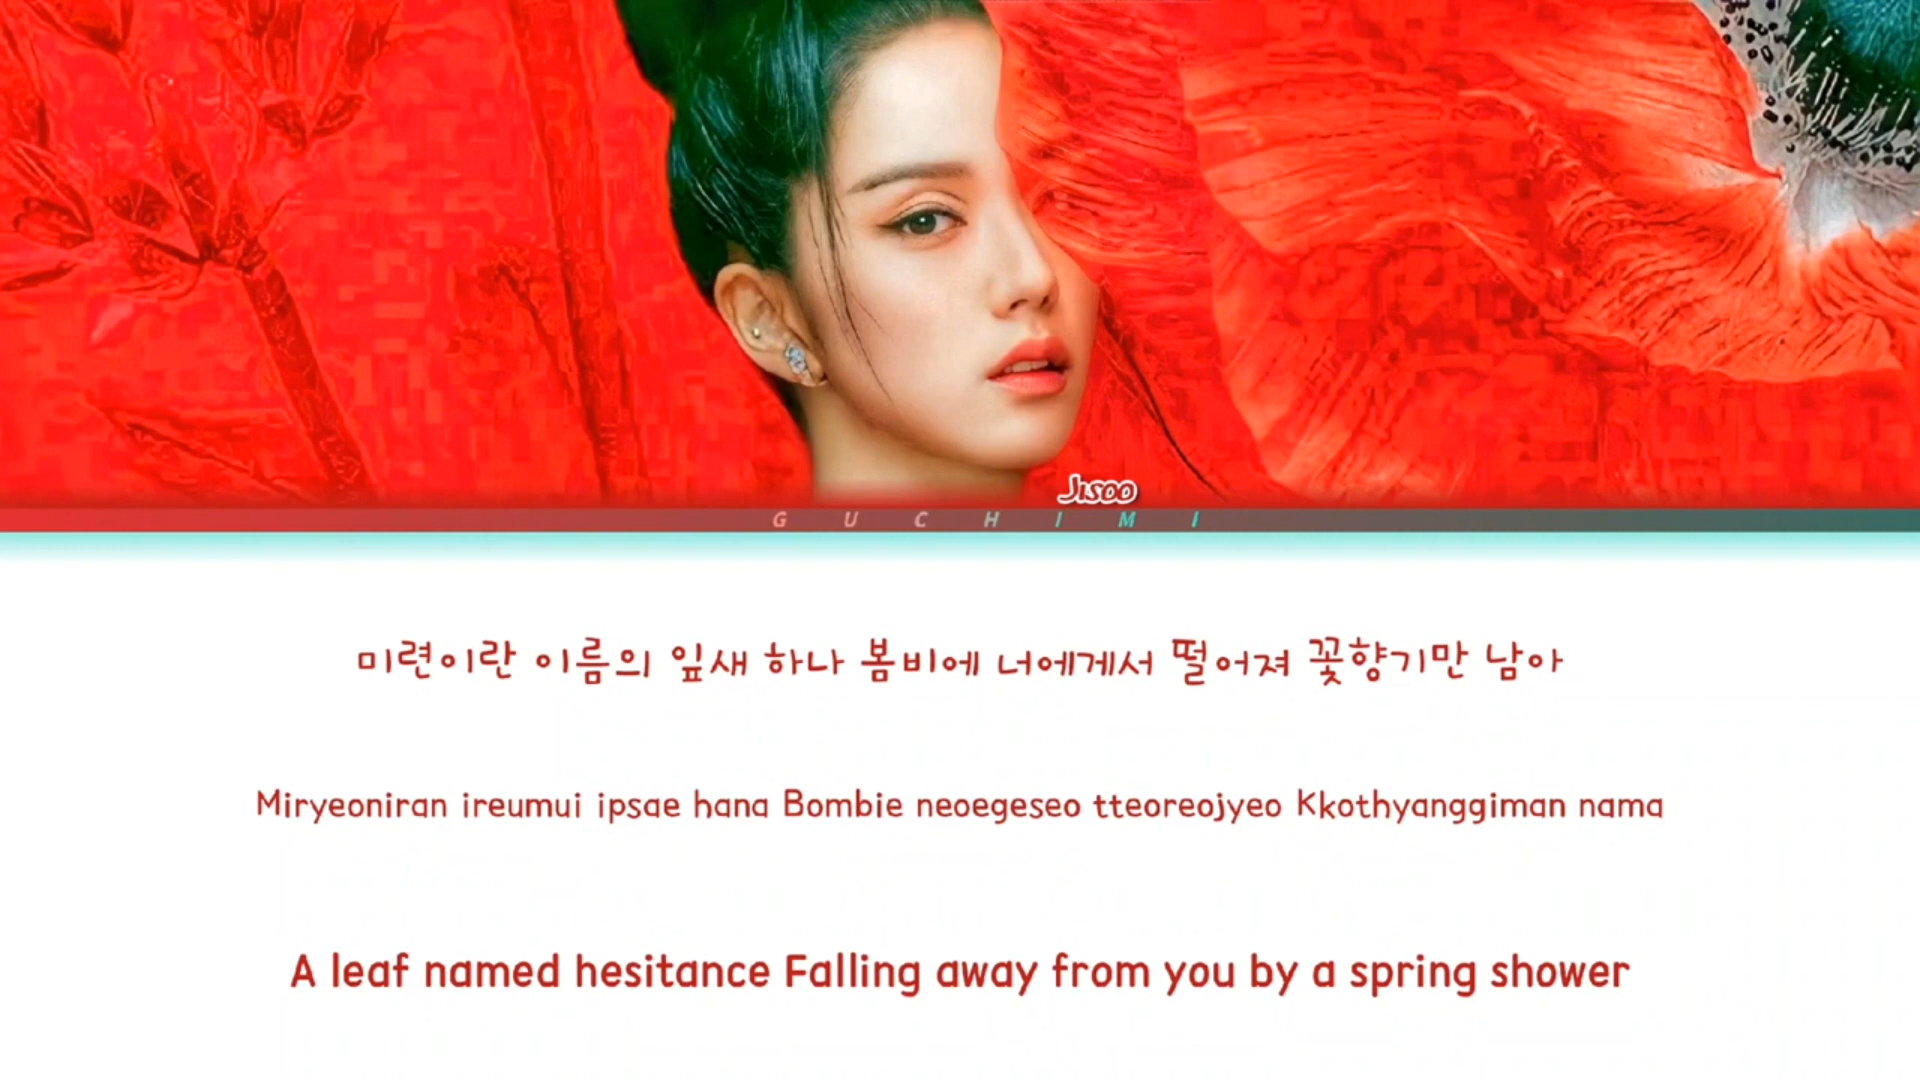 Jisoo
GUCHIMI
미련이란 이름의 잎새 하나 봄비에 너에게서 떨어져 꽃향기만 남아
Miryeoniran ireumui ipsae hana Bombie neoegeseo tteoreojyeo Kkothyanggiman nama
A leaf named hesitance Falling away from you by a spring shower